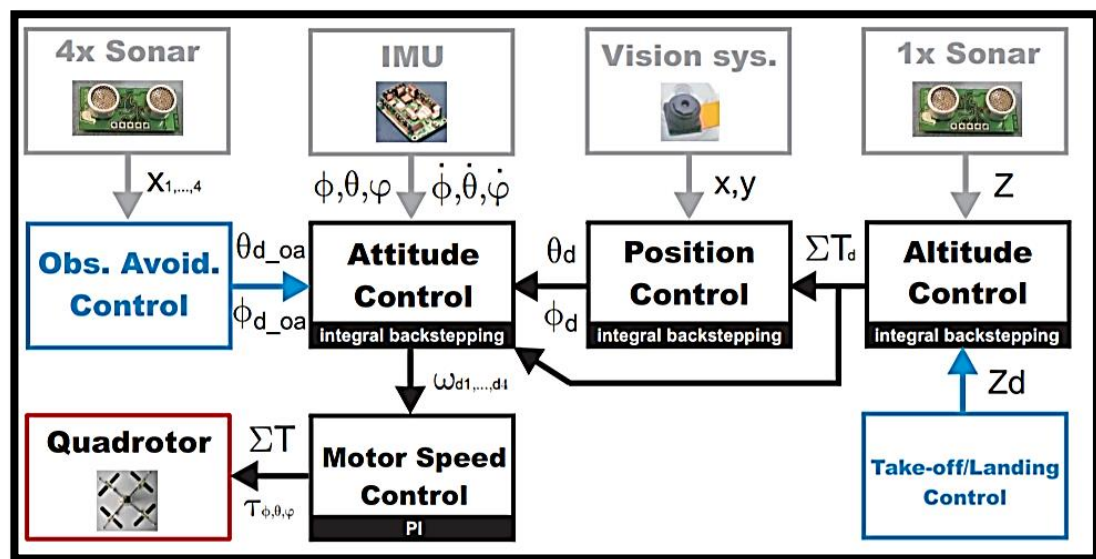 4x Sonar
IMU
Vision sys.
1x Sonar
x1,...,4
ϕ,θ,φ
ϕ̇,θ̇,φ̇
x,y
Z
Obs. Avoid.
Control
θd_oa
ϕd_oa
Attitude
Control
integral backstepping
θd
ϕd
Position
Control
integral backstepping
ΣTd
Altitude
Control
integral backstepping
ωd1,...,d4
Zd
Quadrotor
ΣT
τϕ,θ,φ
Motor Speed
Control
PI
Take-off/Landing
Control